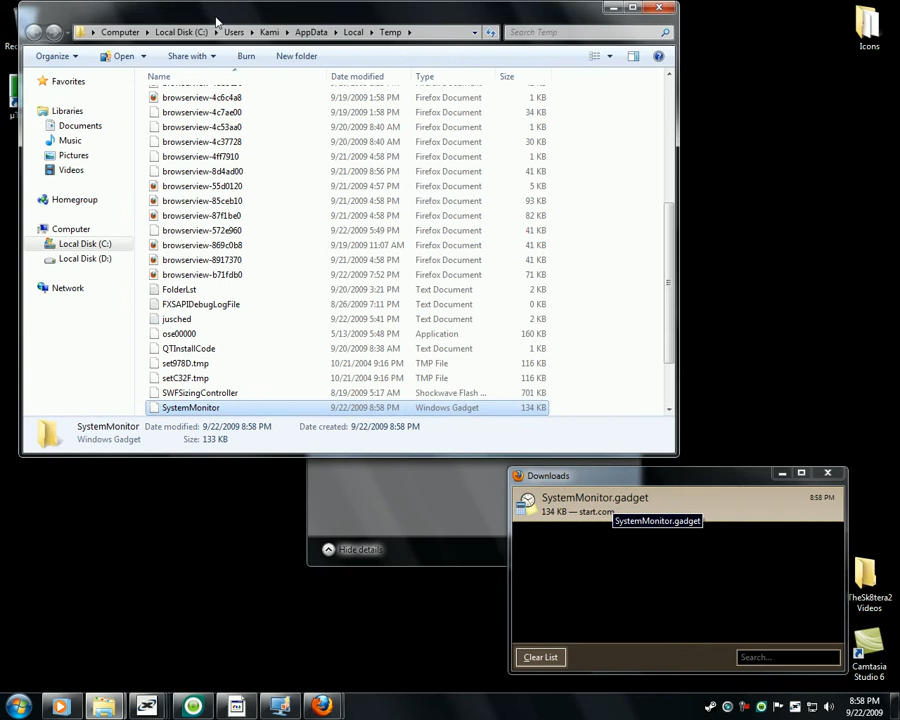 Computer Local Disk (C:) Users Kami AppData Local Temp Search Temp
Icons
Organize Open Share with Burn New folder
Favorites
Libraries
Documents
Music
Pictures
Videos
Homegroup
Computer
Local Disk (C:)
Local Disk (D:)
Network
Name Date modified Type Size
browserview-4c6c4a8 9/19/2009 1:58 PM Firefox Document 1 KB
browserview-4c7ae00 9/19/2009 1:58 PM Firefox Document 34 KB
browserview-4c53aa0 9/20/2009 8:40 AM Firefox Document 1 KB
browserview-4c37728 9/20/2009 8:40 AM Firefox Document 30 KB
browserview-4ff7910 9/21/2009 4:58 PM Firefox Document 1 KB
browserview-8d4ad00 9/21/2009 8:56 PM Firefox Document 41 KB
browserview-55d0120 9/21/2009 4:57 PM Firefox Document 5 KB
browserview-85ceb10 9/21/2009 4:58 PM Firefox Document 93 KB
browserview-87f1be0 9/21/2009 4:58 PM Firefox Document 82 KB
browserview-572e960 9/22/2009 5:49 PM Firefox Document 41 KB
browserview-869c0b8 9/19/2009 11:07 AM Firefox Document 41 KB
browserview-8917370 9/21/2009 4:58 PM Firefox Document 41 KB
browserview-b71fdb0 9/22/2009 7:52 PM Firefox Document 71 KB
FolderLst 9/20/2009 3:21 PM Text Document 2 KB
FXSAPIDebugLogFile 8/26/2009 7:11 PM Text Document 0 KB
jusched 9/22/2009 5:41 PM Text Document 2 KB
ose00000 5/13/2009 5:48 PM Application 160 KB
QTInstallCode 9/20/2009 8:38 AM Text Document 1 KB
set978D.tmp 10/21/2004 9:16 PM TMP File 116 KB
setC32F.tmp 10/21/2004 9:16 PM TMP File 116 KB
SWFSizingController 8/19/2009 5:17 AM Shockwave Flash ... 701 KB
SystemMonitor 9/22/2009 8:58 PM Windows Gadget 134 KB
SystemMonitor Date modified: 9/22/2009 8:58 PM Date created: 9/22/2009 8:58 PM
Windows Gadget Size: 133 KB
Hide details
Downloads
SystemMonitor.gadget 8:58 PM
134 KB — start.com
SystemMonitor.gadget
Clear List Search...
TheSk8tera2
Videos
Camtasia
Studio 6
8:58 PM
9/22/2009